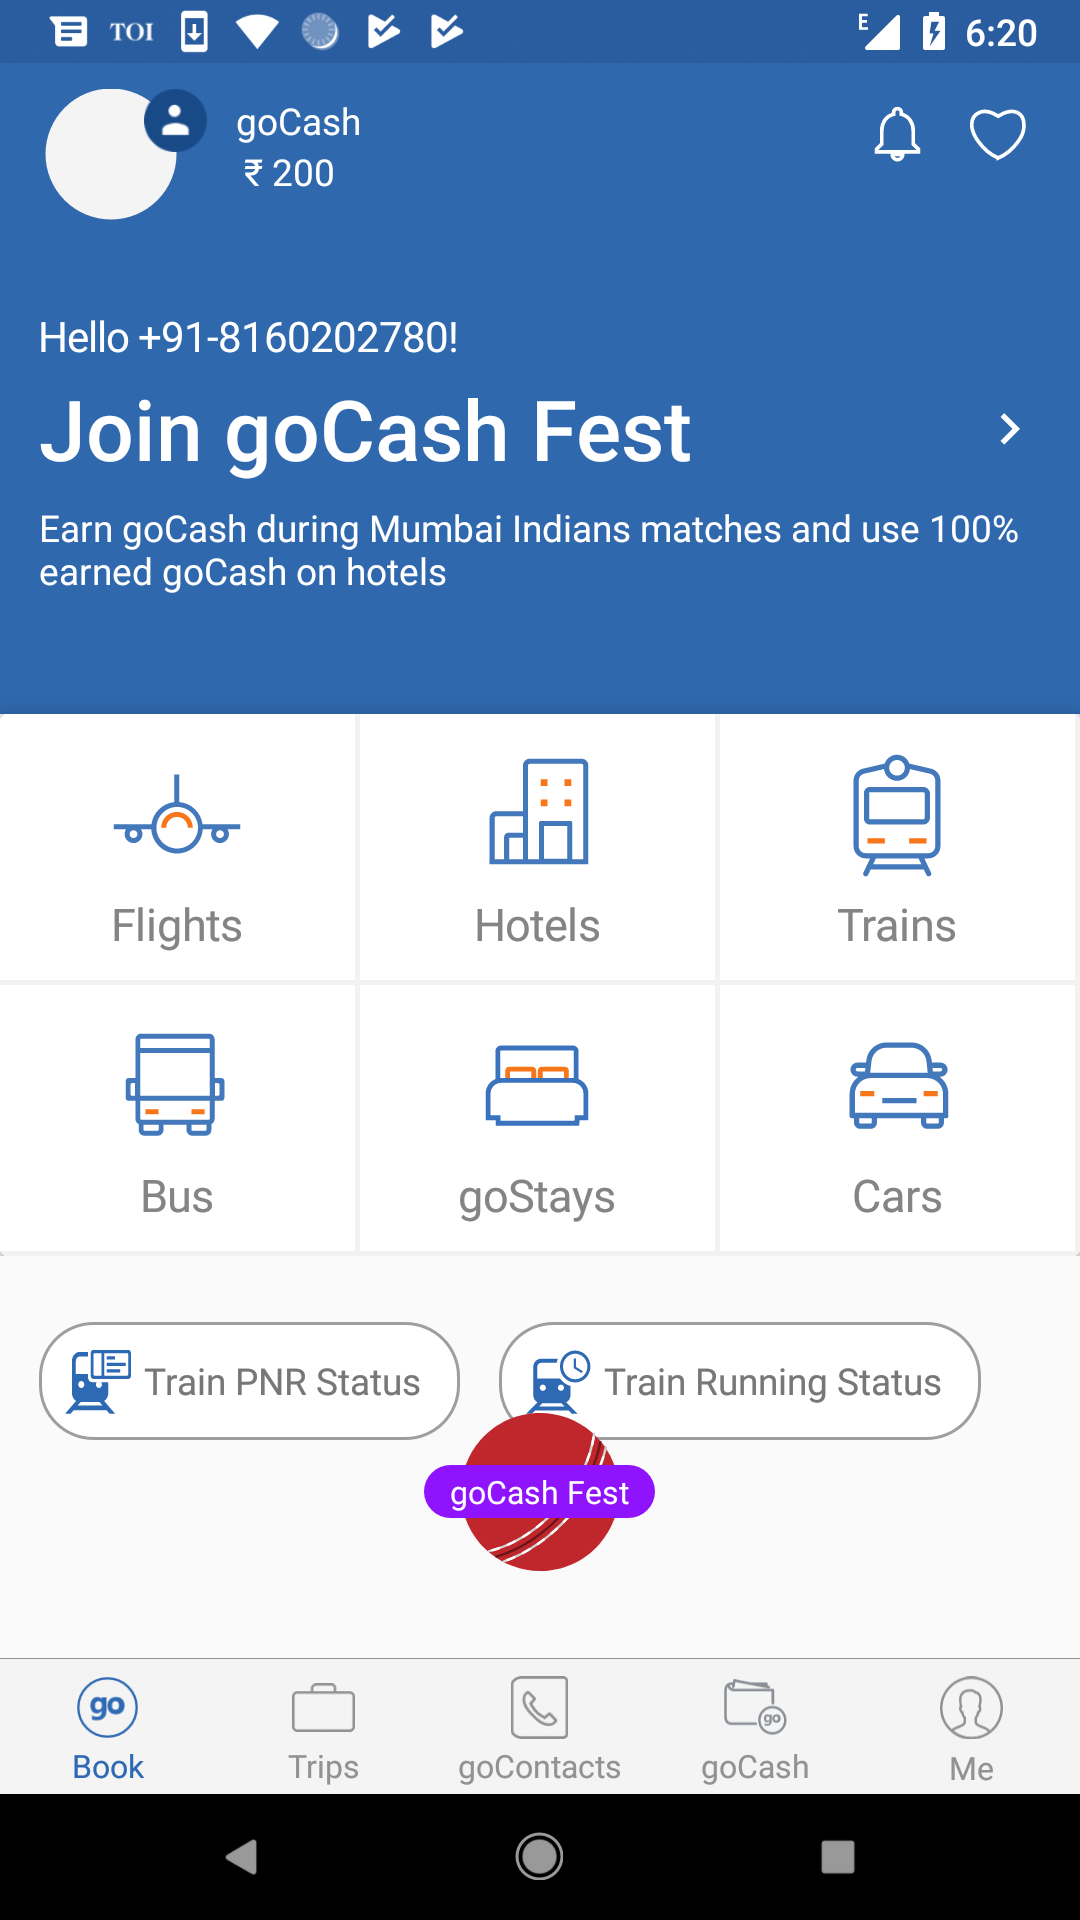 TOI
E
6:20
goCash
₹ 200
Hello +91-8160202780!
Join goCash Fest
Earn goCash during Mumbai Indians matches and use 100%
earned goCash on hotels
Flights
Hotels
Trains
Bus
goStays
Cars
Train PNR Status
Train Running Status
goCash Fest
go
go
Book
Trips
goContacts
goCash
Me